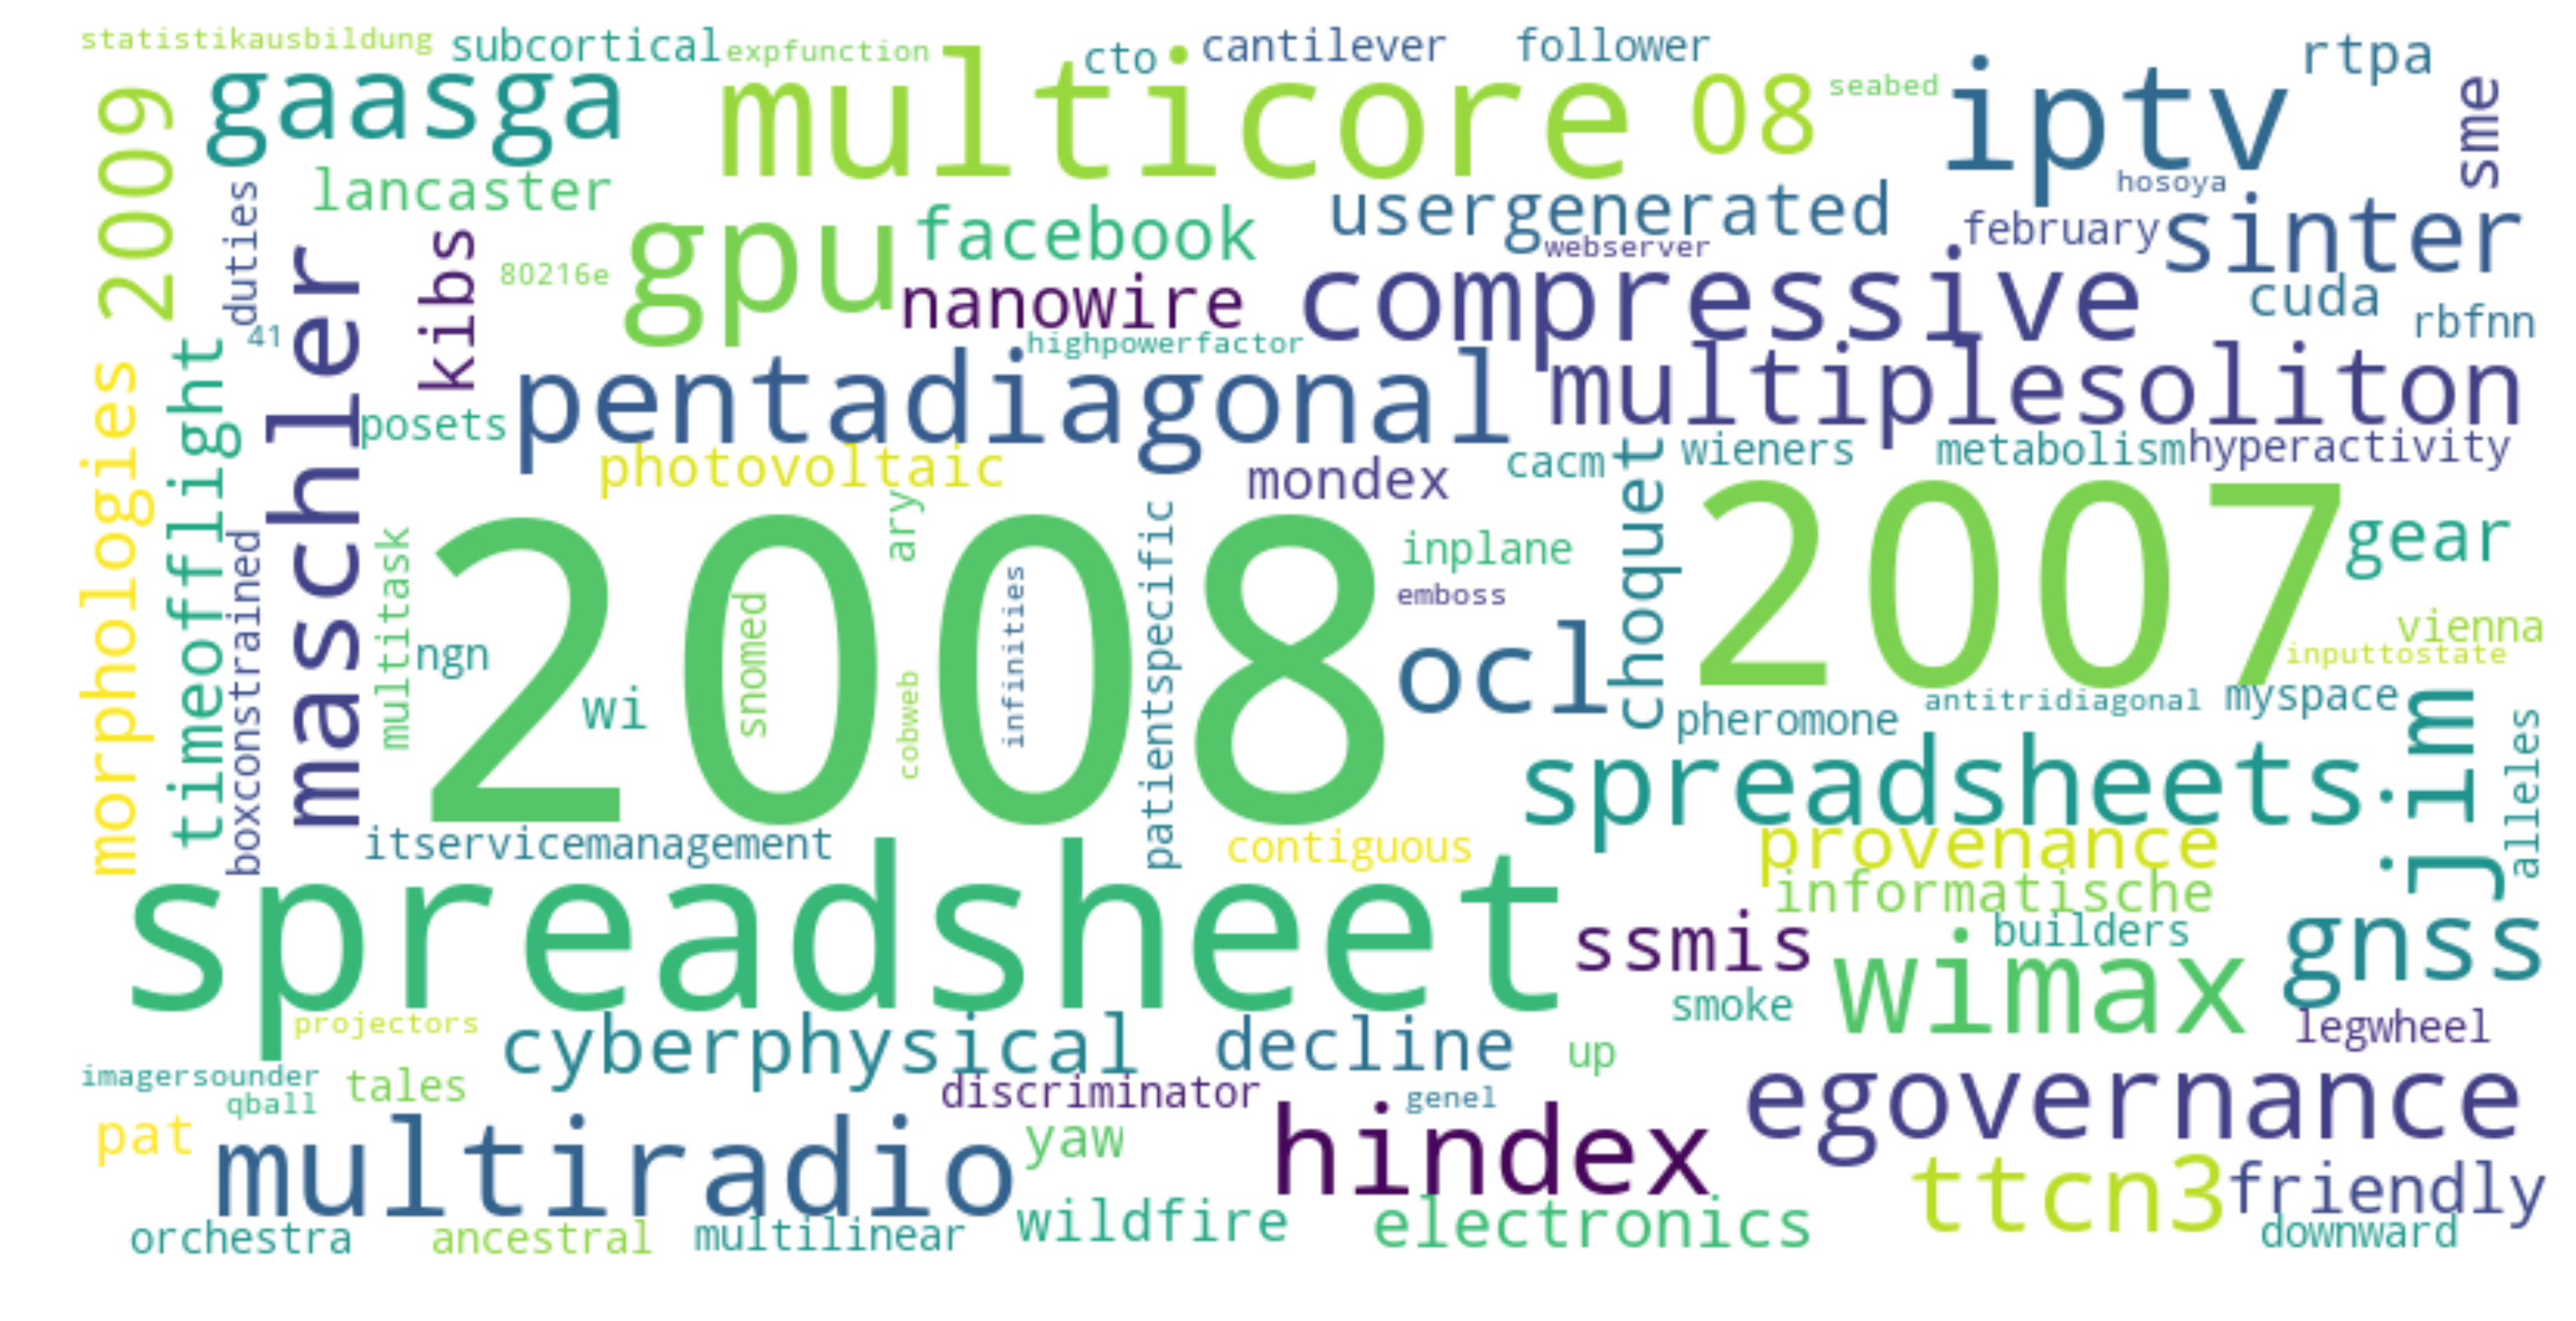 statistikausbildung
subcortical
expfunction
multicore
cto
cantilever
follower
rtpa
iptv
gaasga
08
seabed
sme
2009
lancaster
duties
usergenerated
hosoya
february
sinter
gpu
facebook
webserver
kibs
80216e
nanowire
compressive
cuda
rbfnn
41
maschler
highpowerfactor
timeofflight
morphologies
pentadiagonal
multiplesoliton
posets
photovoltaic
mondex
cacm
choquet
wieners
metabolism
hyperactivity
2008
2007
ary
patientspecific
inplane
gear
boxconstrained
multitask
snomed
infinities
emboss
ngn
wi
cobweb
ocl
vienna
inputtostate
antitridiagonal
myspace
pheromone
jim
alleles
spreadsheets
itservicemanagement
contiguous
provenance
spreadsheet
informatische
ssmis
builders
gnss
wimax
smoke
projectors
cyberphysical
decline
up
legwheel
imagersounder
tales
qball
discriminator
genel
egovernance
pat
multiradio
yaw
hindex
ttcn3
friendly
orchestra
ancestral
multilinear
wildfire
electronics
downward